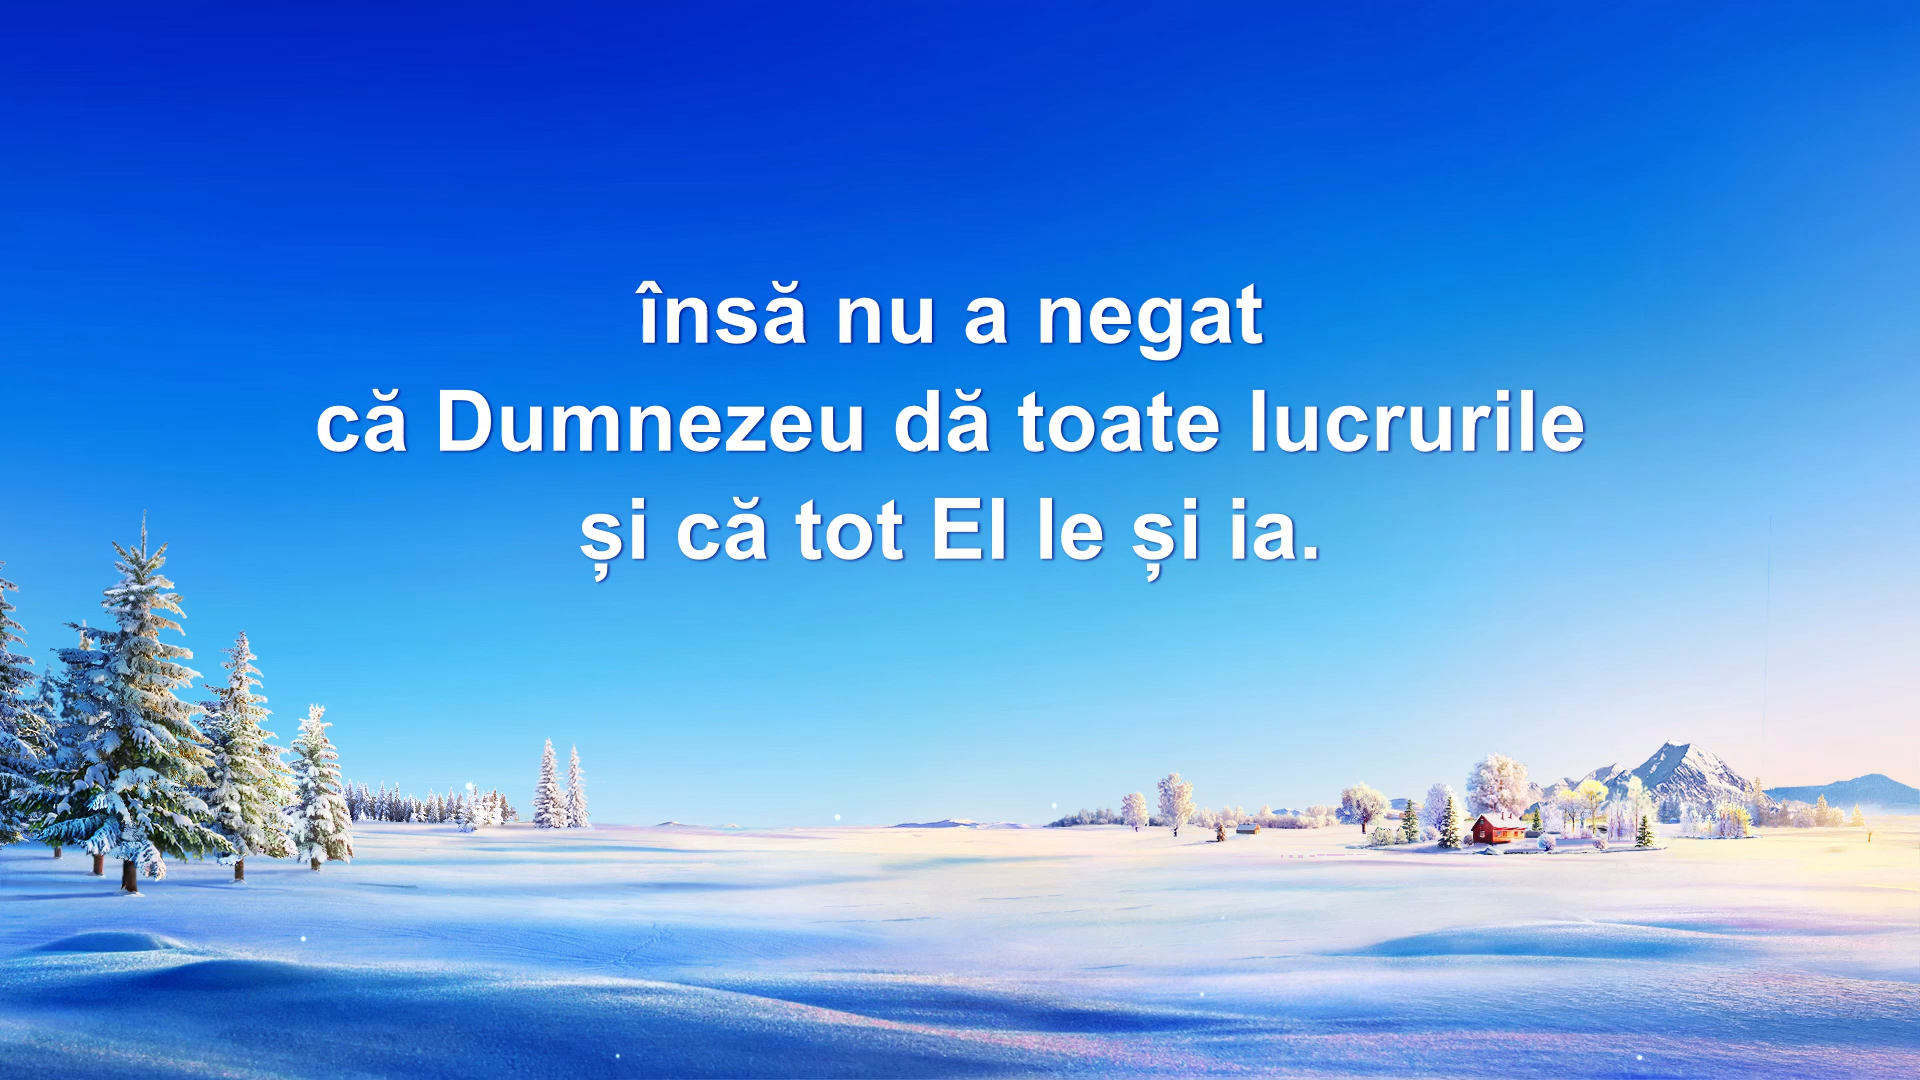 însă nu a negat
că Dumnezeu dă toate lucrurile
și că tot El le și ia.